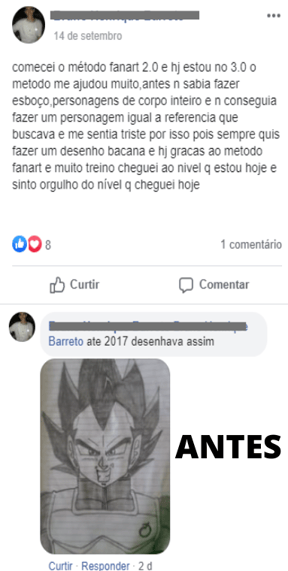 14 de setembro
comecei o método fanart 2.0 e hj estou no 3.0 o
metodo me ajudou muito,antes n sabia fazer
esboço,personagens de corpo inteiro e n conseguia
fazer um personagem igual a referencia que
buscava e me sentia triste por isso pois sempre quis
fazer um desenho bacana e hj gracas ao metodo
fanart e muito treino cheguei ao nivel q estou hoje e
sinto orgulho do nível q cheguei hoje
8 1 comentário
Curtir Comentar
Barreto ate 2017 desenhava assim
ANTES
Curtir · Responder · 2 d